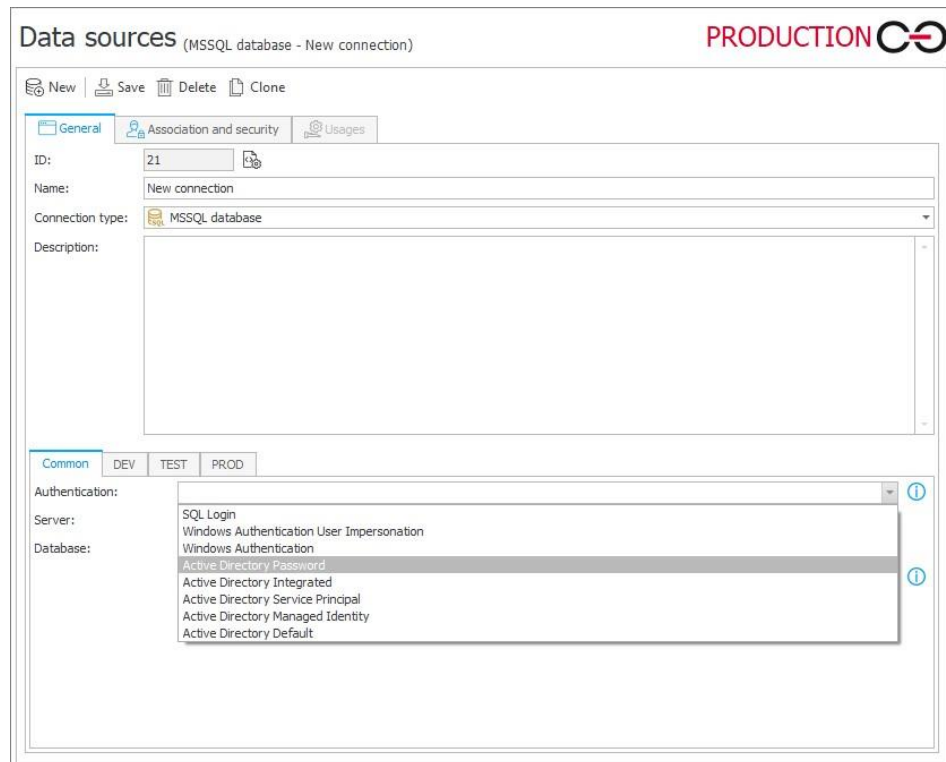 Data sources (MSSQL database - New connection)
PRODUCTION
New Save Delete Clone
General Association and security Usages
ID: 21
Name: New connection
Connection type: MSSQL database
Description:
Common DEV TEST PROD
Authentication:
Server:
Database:
SQL Login
Windows Authentication User Impersonation
Windows Authentication
Active Directory Password
Active Directory Integrated
Active Directory Service Principal
Active Directory Managed Identity
Active Directory Default